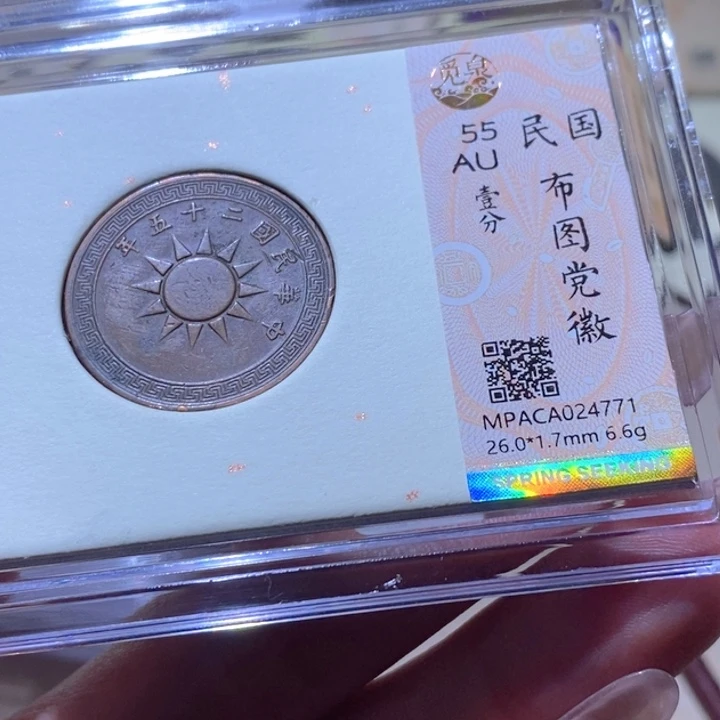 中華民國二十五年
觅泉
55
AU
壹分
民国
布图党徽
MPACA024771
26.0*1.7mm 6.6g
SPRING SEEKING